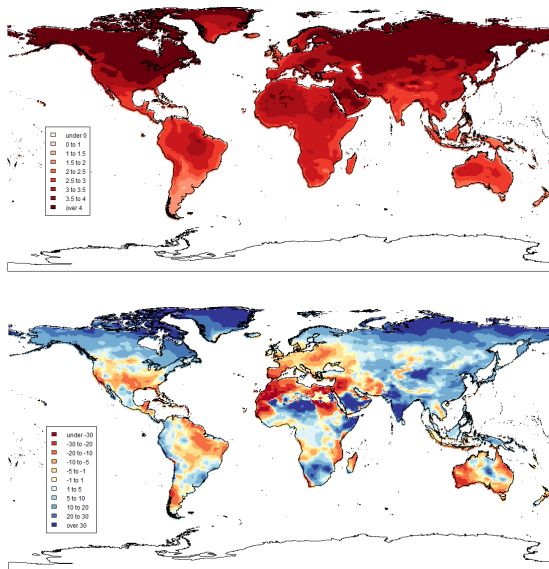 under 0
0 to 1
1 to 1.5
1.5 to 2
2 to 2.5
2.5 to 3
3 to 3.5
3.5 to 4
over 4
under -30
-30 to -20
-20 to -10
-10 to -5
-5 to -1
-1 to 1
1 to 5
5 to 10
10 to 20
20 to 30
over 30